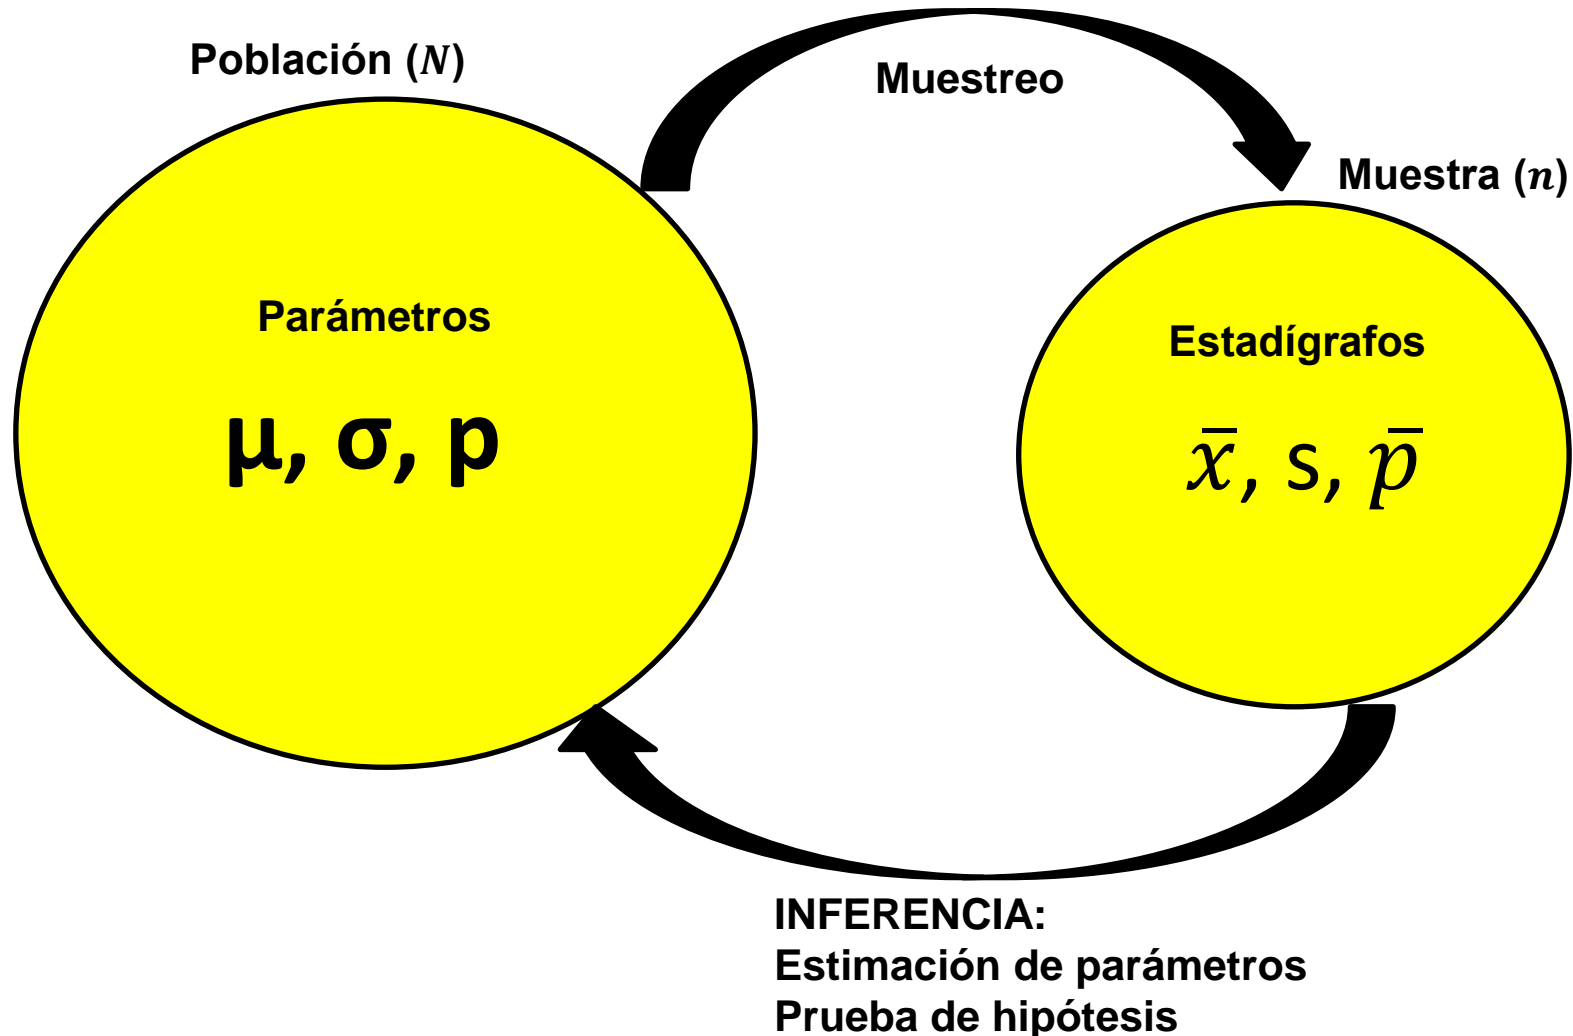 Población (N)
Muestreo
Muestra (n)
Parámetros
μ, σ, p
Estadígrafos
x̄, s, p̄
INFERENCIA:
Estimación de parámetros
Prueba de hipótesis